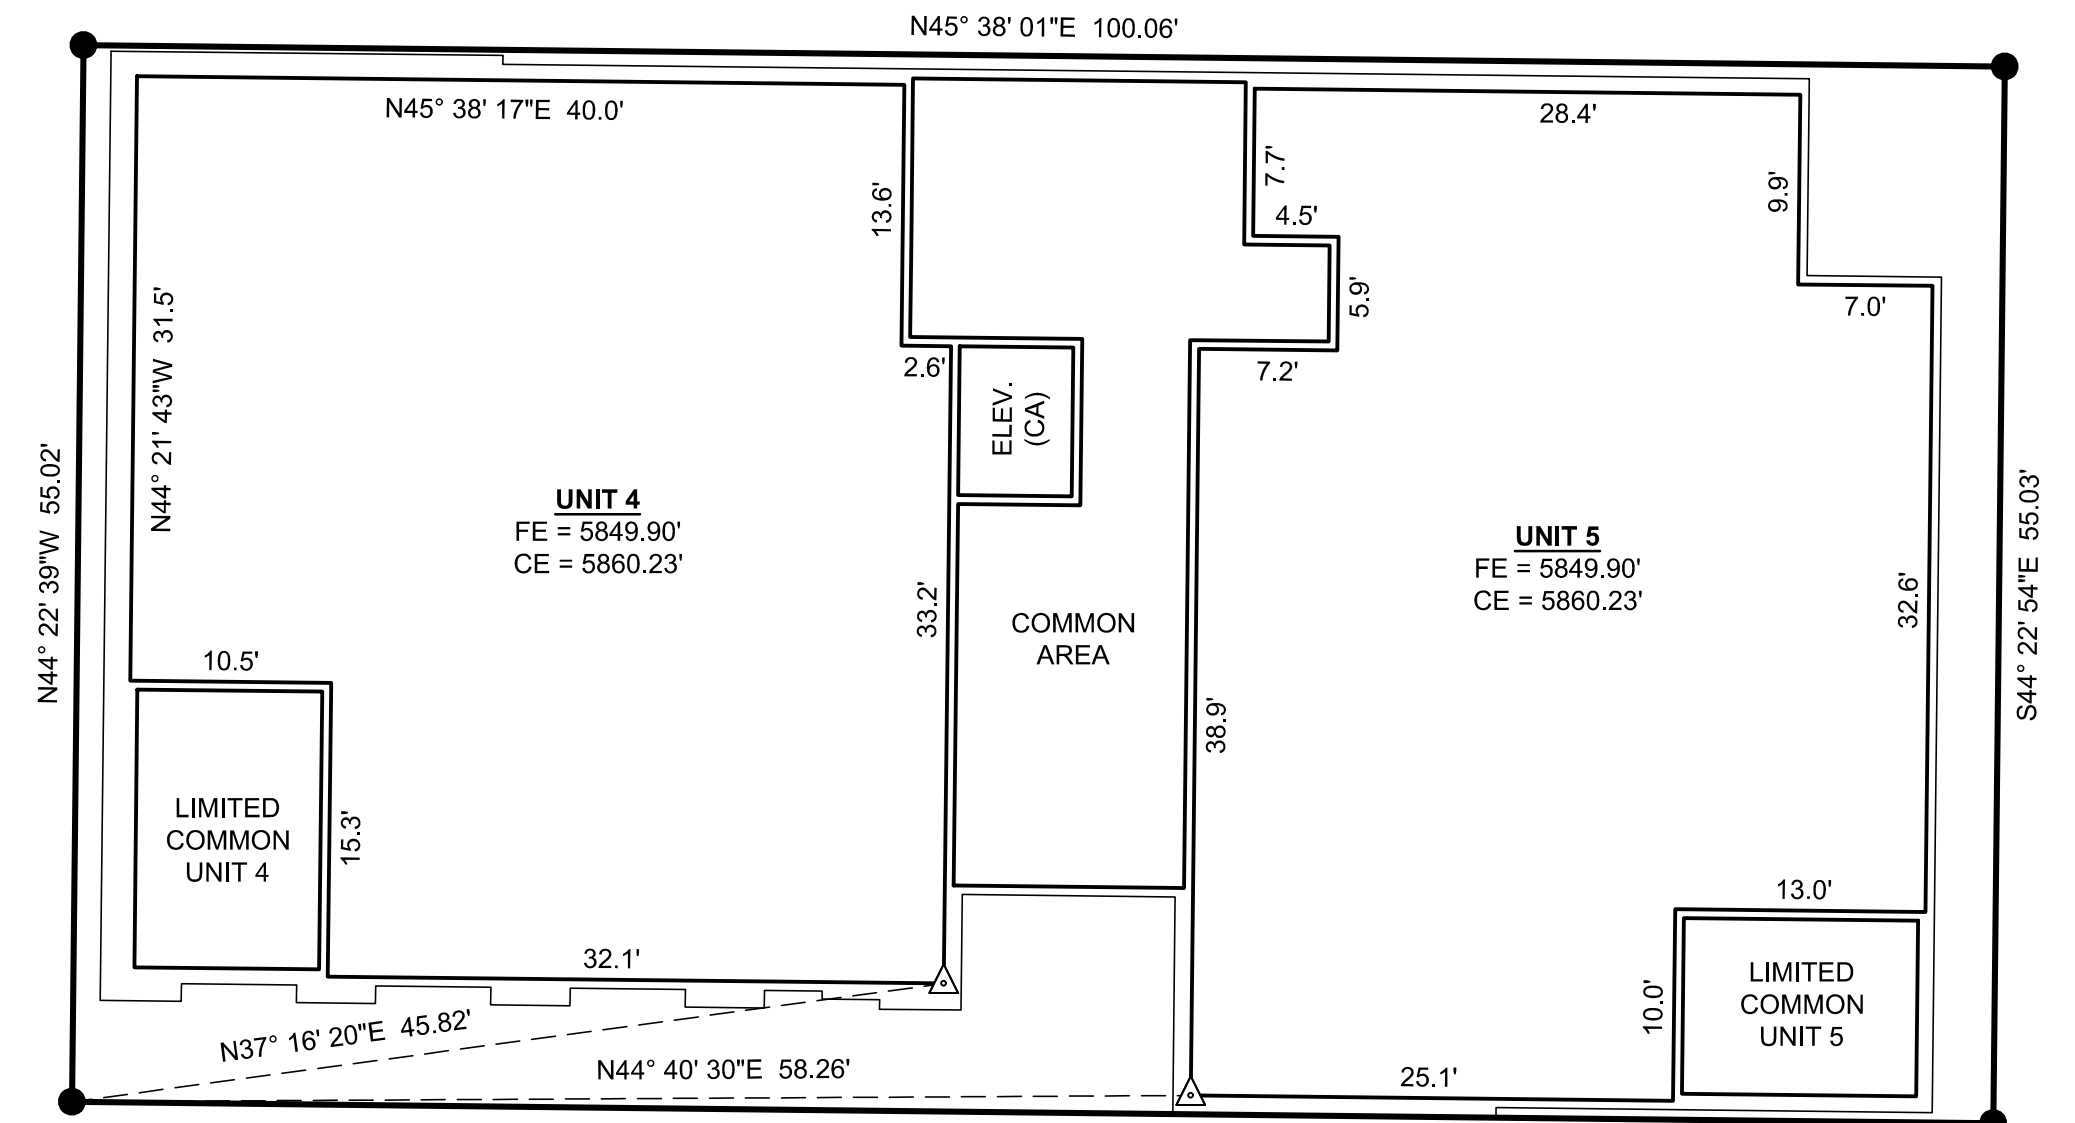 N45° 38' 01"E 100.06'
N45° 38' 17"E 40.0'
28.4'
7.7'
13.6'
9.9'
4.5'
5.9'
7.0'
N44° 21' 43"W 31.5'
2.6'
7.2'
ELEV.
(CA)
N44° 22' 39"W 55.02'
UNIT 4
FE = 5849.90'
CE = 5860.23'
UNIT 5
FE = 5849.90'
CE = 5860.23'
S44° 22' 54"E 55.03'
33.2'
32.6'
COMMON
AREA
10.5'
38.9'
LIMITED
COMMON
UNIT 4
15.3'
13.0'
32.1'
LIMITED
COMMON
UNIT 5
10.0'
N37° 16' 20"E 45.82'
N44° 40' 30"E 58.26'
25.1'